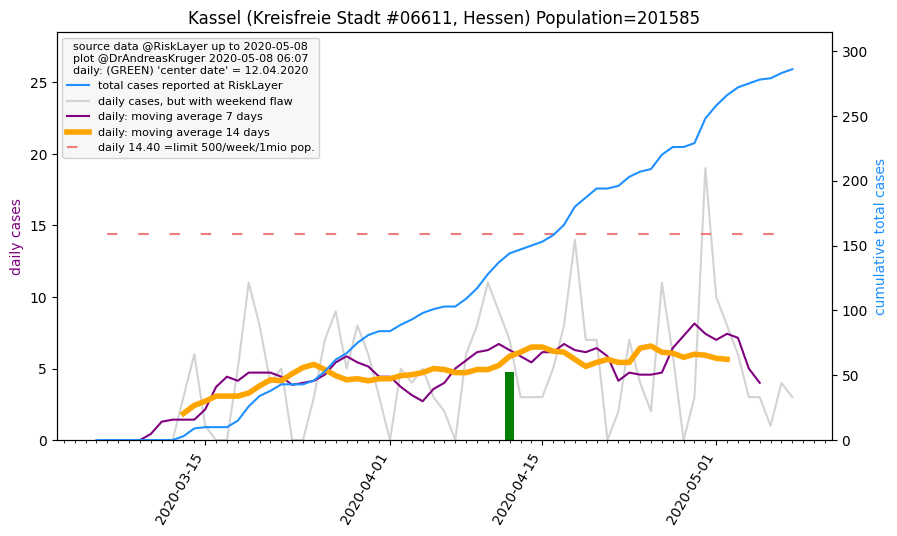 Kassel (Kreisfreie Stadt #06611, Hessen) Population=201585
source data @RiskLayer up to 2020-05-08
plot @DrAndreasKruger 2020-05-08 06:07
daily: (GREEN) 'center date' = 12.04.2020
total cases reported at RiskLayer
daily cases, but with weekend flaw
daily: moving average 7 days
daily: moving average 14 days
daily 14.40 =limit 500/week/1mio pop.
daily cases
0
5
10
15
20
25
cumulative total cases
0
50
100
150
200
250
300
2020-03-15
2020-04-01
2020-04-15
2020-05-01